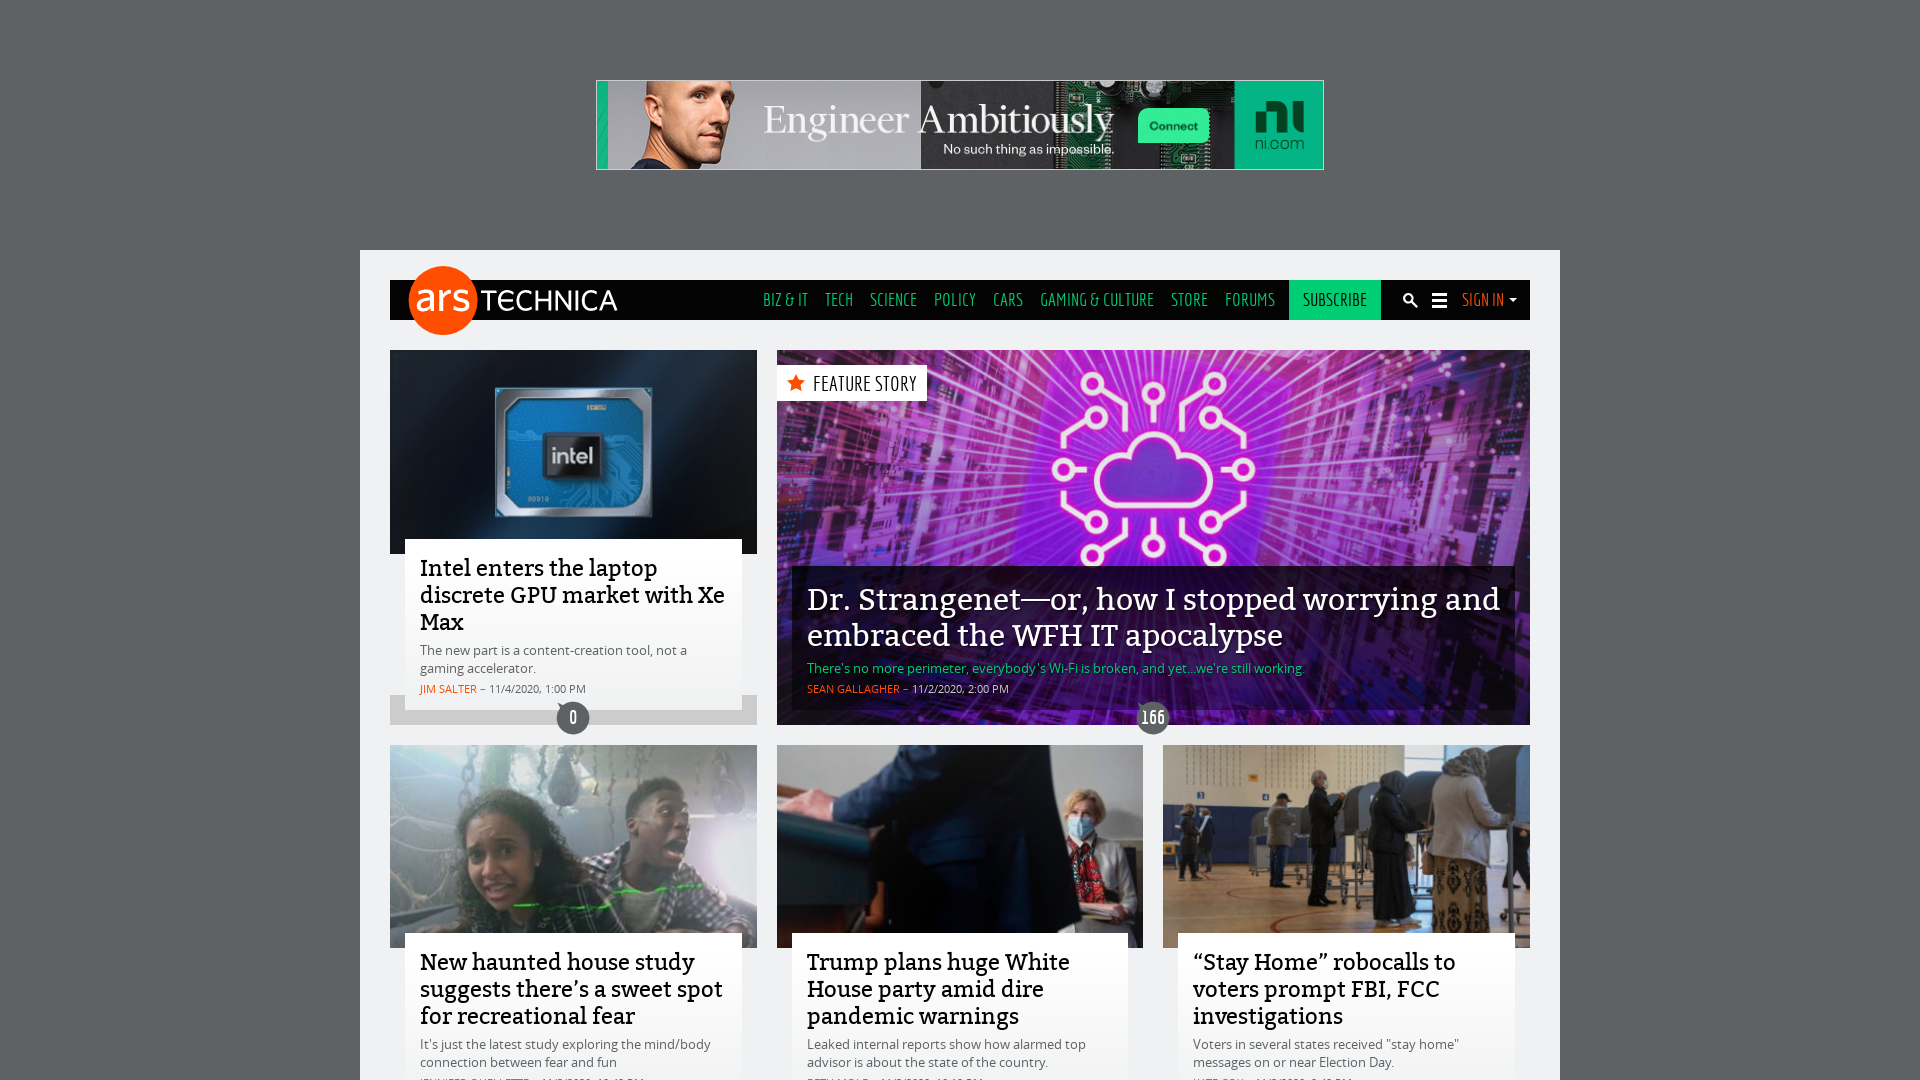 Engineer Ambitiously
No such thing as impossible.
Connect
ni
ni.com
ars TECHNICA
BIZ & IT TECH SCIENCE POLICY CARS GAMING & CULTURE STORE FORUMS SUBSCRIBE SIGN IN
intel
Intel enters the laptop
discrete GPU market with Xe
Max
The new part is a content-creation tool, not a
gaming accelerator.
JIM SALTER – 11/4/2020, 1:00 PM
0
FEATURE STORY
Dr. Strangenet—or, how I stopped worrying and
embraced the WFH IT apocalypse
There's no more perimeter, everybody's Wi-Fi is broken, and yet...we're still working.
SEAN GALLAGHER – 11/2/2020, 2:00 PM
166
New haunted house study
suggests there’s a sweet spot
for recreational fear
It's just the latest study exploring the mind/body
connection between fear and fun
Trump plans huge White
House party amid dire
pandemic warnings
Leaked internal reports show how alarmed top
advisor is about the state of the country.
“Stay Home” robocalls to
voters prompt FBI, FCC
investigations
Voters in several states received "stay home"
messages on or near Election Day.